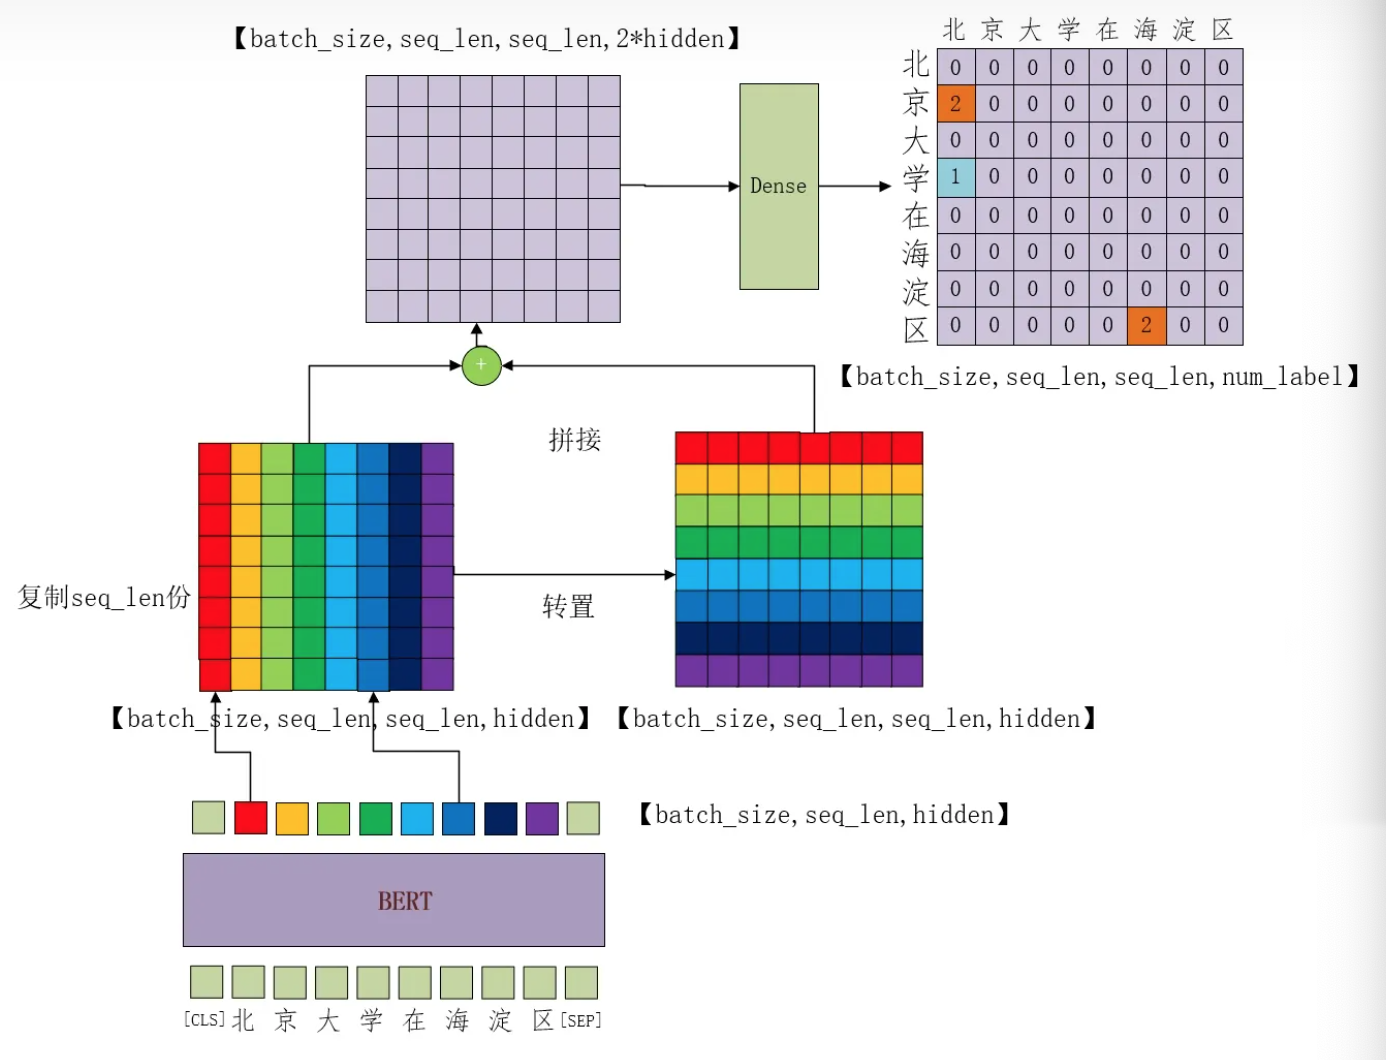 【batch_size,seq_len,seq_len,2*hidden】
北 京 大 学 在 海 淀 区
北 0 0 0 0 0 0 0 0
京 2 0 0 0 0 0 0 0
大 0 0 0 0 0 0 0 0
学 1 0 0 0 0 0 0 0
在 0 0 0 0 0 0 0 0
海 0 0 0 0 0 0 0 0
淀 0 0 0 0 0 0 0 0
区 0 0 0 0 0 2 0 0
Dense
【batch_size,seq_len,seq_len,num_label】
+
拼接
复制seq_len份
转置
【batch_size,seq_len,seq_len,hidden】
【batch_size,seq_len,seq_len,hidden】
【batch_size,seq_len,hidden】
BERT
[CLS] 北 京 大 学 在 海 淀 区 [SEP]